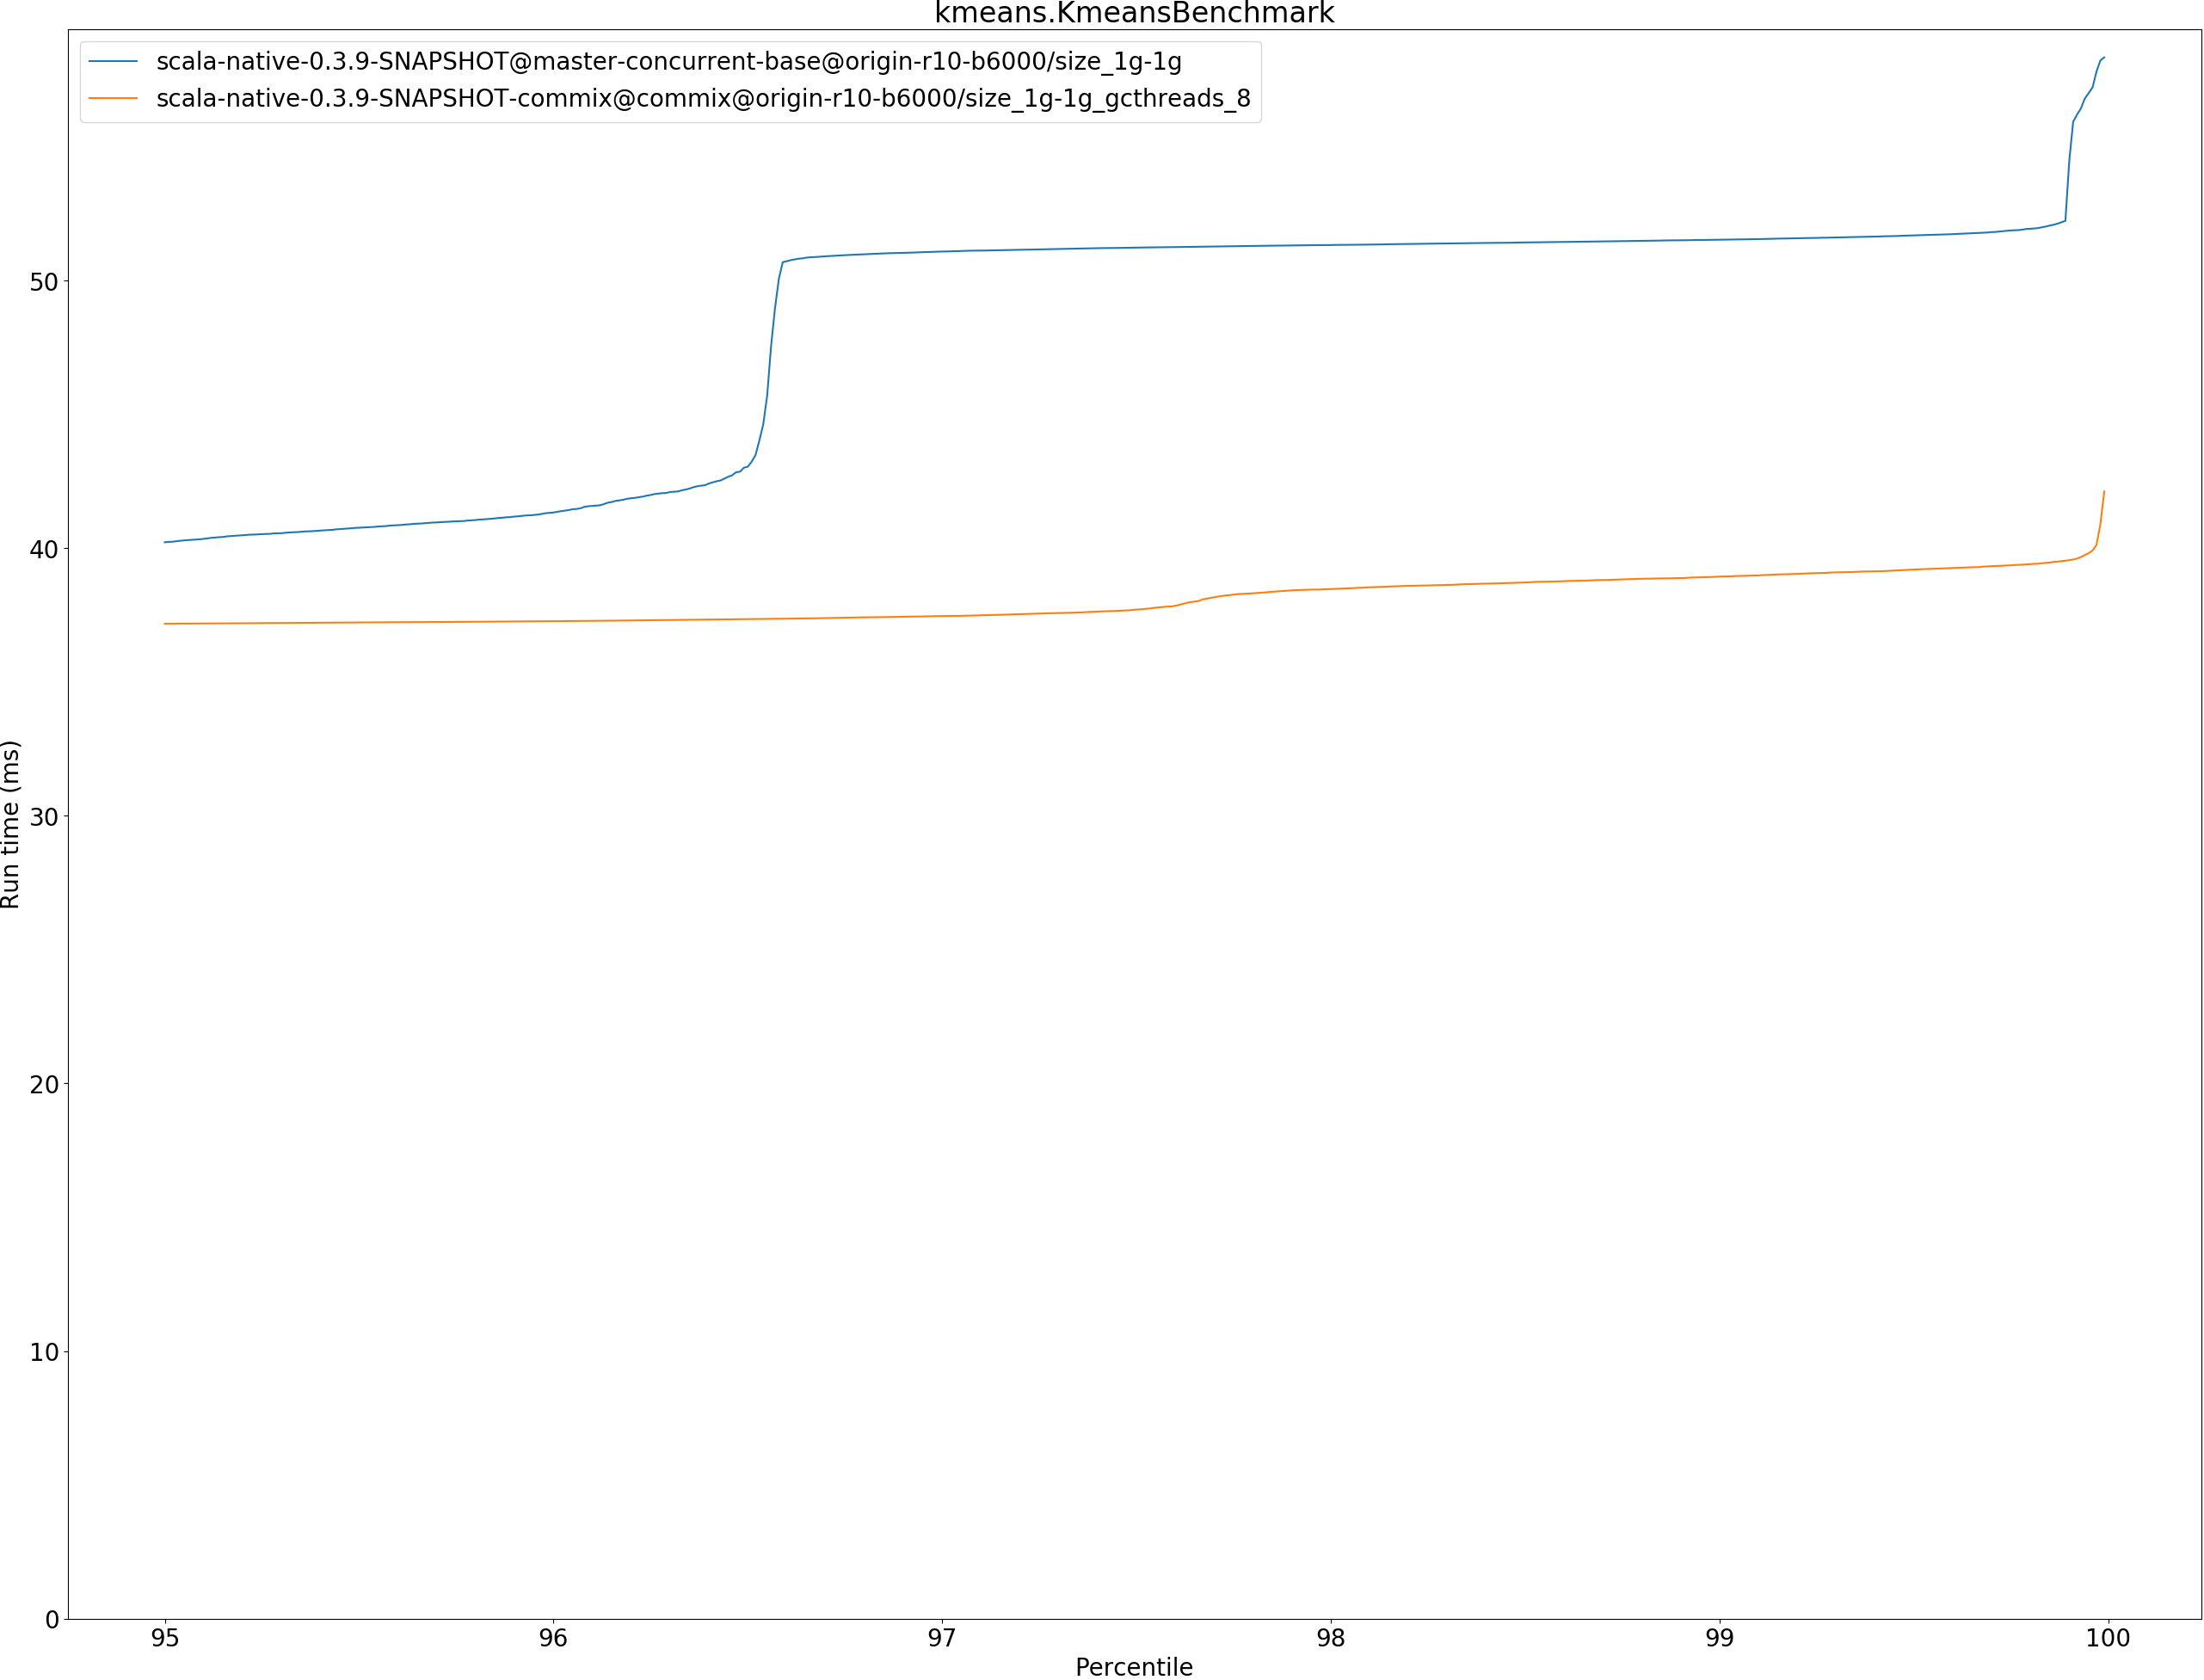 kmeans.KmeansBenchmark
scala-native-0.3.9-SNAPSHOT@master-concurrent-base@origin-r10-b6000/size_1g-1g
scala-native-0.3.9-SNAPSHOT-commix@commix@origin-r10-b6000/size_1g-1g_gcthreads_8
50
40
30
20
10
0
Run time (ms)
95 96 97 98 99 100
Percentile